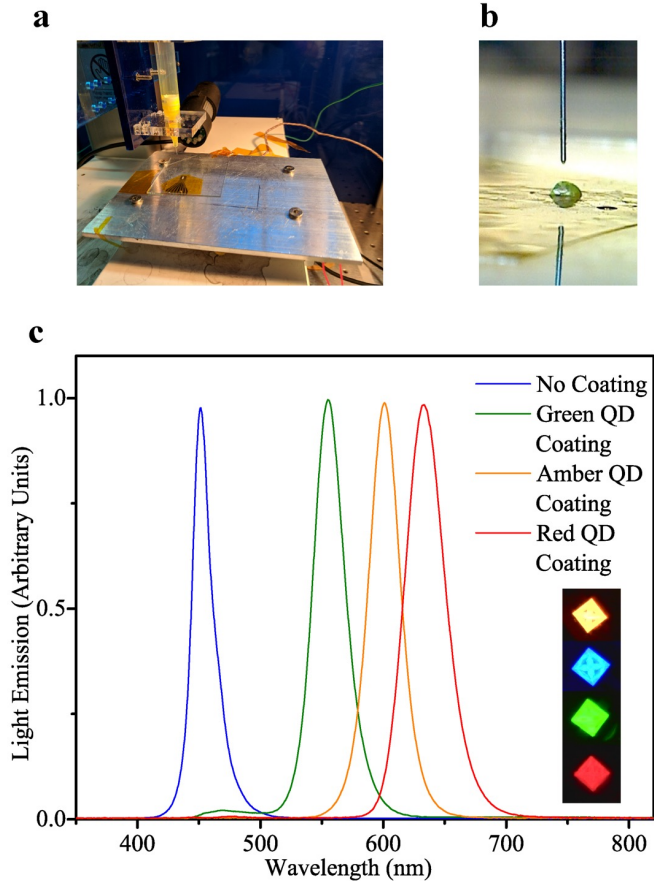 a
b
c
Light Emission (Arbitrary Units)
1.0
0.5
0.0
No Coating
Green QD
Coating
Amber QD
Coating
Red QD
Coating
400
500
600
700
800
Wavelength (nm)